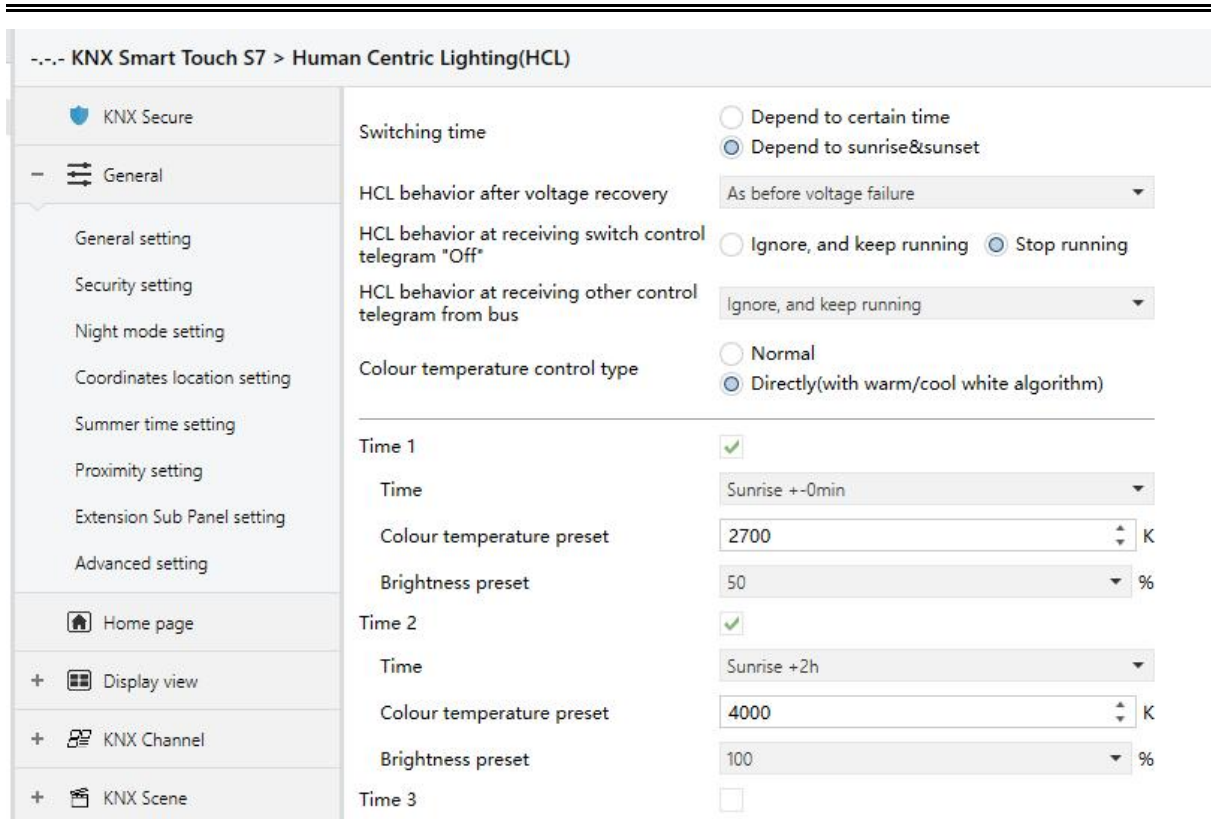 -.-.- KNX Smart Touch S7 > Human Centric Lighting(HCL)
KNX Secure
General
General setting
Security setting
Night mode setting
Coordinates location setting
Summer time setting
Proximity setting
Extension Sub Panel setting
Advanced setting
Home page
Display view
KNX Channel
KNX Scene
Switching time
Depend to certain time
Depend to sunrise&sunset
HCL behavior after voltage recovery
As before voltage failure
HCL behavior at receiving switch control
telegram "Off"
Ignore, and keep running
Stop running
HCL behavior at receiving other control
telegram from bus
Ignore, and keep running
Colour temperature control type
Normal
Directly(with warm/cool white algorithm)
Time 1
Time
Sunrise +-0min
Colour temperature preset
2700 K
Brightness preset
50 %
Time 2
Time
Sunrise +2h
Colour temperature preset
4000 K
Brightness preset
100 %
Time 3